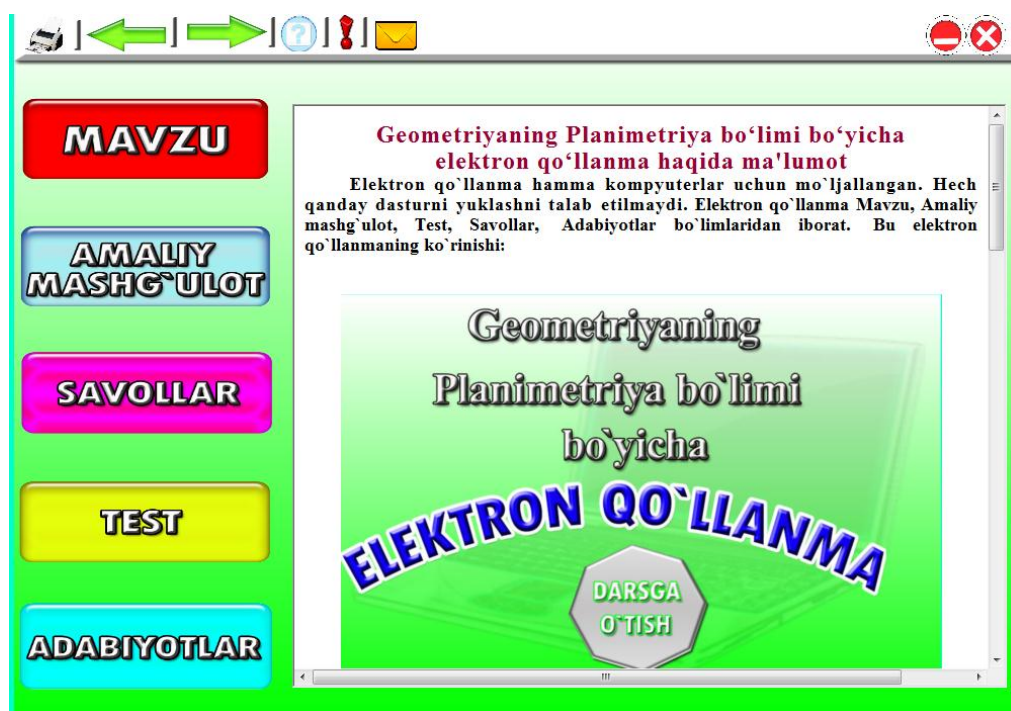 MAVZU
AMALIY
MASHG`ULOT
SAVOLLAR
TEST
ADABIYOTLAR
Geometriyaning Planimetriya bo‘limi bo‘yicha
elektron qo‘llanma haqida ma'lumot
Elektron qo`llanma hamma kompyuterlar uchun mo`ljallangan. Hech
qanday dasturni yuklashni talab etilmaydi. Elektron qo`llanma Mavzu, Amaliy
mashg`ulot, Test, Savollar, Adabiyotlar bo`limlaridan iborat. Bu elektron
qo`llanmaning ko`rinishi:
Geometriyaning
Planimetriya bo`limi
bo`yicha
ELEKTRON QO`LLANMA
DARSGA
O`TISH